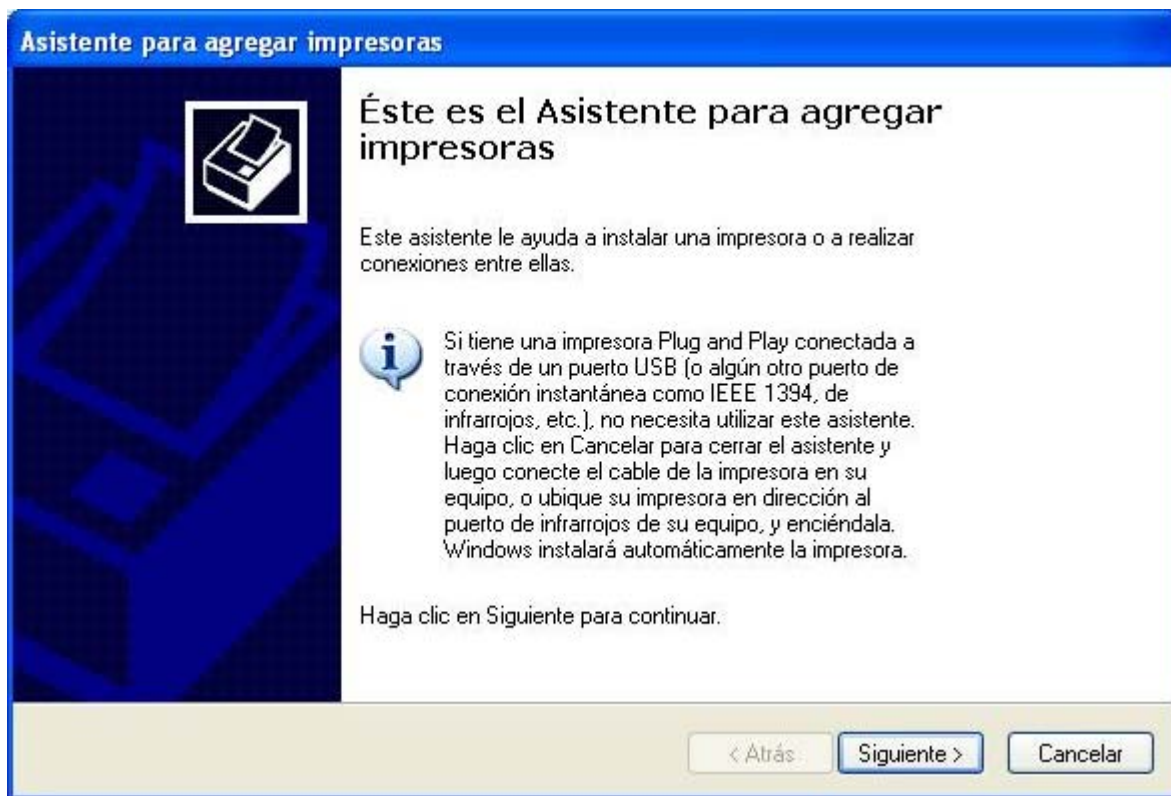 Asistente para agregar impresoras
Éste es el Asistente para agregar
impresoras
Este asistente le ayuda a instalar una impresora o a realizar
conexiones entre ellas.
Si tiene una impresora Plug and Play conectada a
través de un puerto USB (o algún otro puerto de
conexión instantánea como IEEE 1394, de
infrarrojos, etc.), no necesita utilizar este asistente.
Haga clic en Cancelar para cerrar el asistente y
luego conecte el cable de la impresora en su
equipo, o ubique su impresora en dirección al
puerto de infrarrojos de su equipo, y enciéndala.
Windows instalará automáticamente la impresora.
Haga clic en Siguiente para continuar.
< Atrás Siguiente > Cancelar